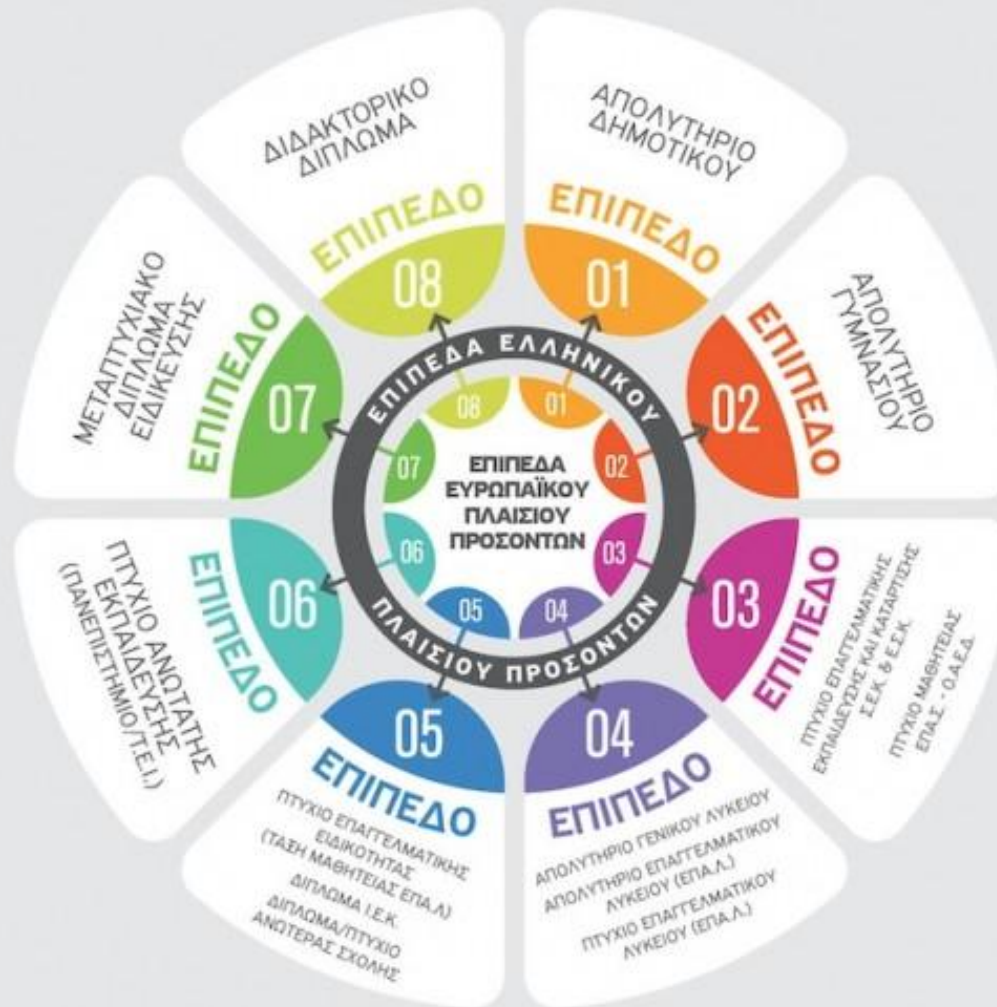 ΕΠΙΠΕΔΑ
ΕΥΡΩΠΑΪΚΟΥ
ΠΛΑΙΣΙΟΥ
ΠΡΟΣΟΝΤΩΝ
01
02
03
04
05
06
07
08
ΕΠΙΠΕΔΑ ΕΛΛΗΝΙΚΟΥ
ΠΛΑΙΣΙΟΥ ΠΡΟΣΟΝΤΩΝ
ΑΠΟΛΥΤΗΡΙΟ
ΔΗΜΟΤΙΚΟΥ
ΕΠΙΠΕΔΟ
01
ΑΠΟΛΥΤΗΡΙΟ
ΓΥΜΝΑΣΙΟΥ
ΕΠΙΠΕΔΟ
02
ΠΤΥΧΙΟ ΕΠΑΓΓΕΛΜΑΤΙΚΗΣ
ΕΚΠΑΙΔΕΥΣΗΣ ΚΑΙ ΚΑΤΑΡΤΙΣΗΣ
Σ.Ε.Κ. & Ε.Σ.Κ.
ΠΤΥΧΙΟ ΜΑΘΗΤΕΙΑΣ
ΕΠΑ.Σ. - Ο.Α.Ε.Δ.
ΕΠΙΠΕΔΟ
03
04
ΕΠΙΠΕΔΟ
ΑΠΟΛΥΤΗΡΙΟ ΓΕΝΙΚΟΥ ΛΥΚΕΙΟΥ
ΑΠΟΛΥΤΗΡΙΟ ΕΠΑΓΓΕΛΜΑΤΙΚΟΥ
ΛΥΚΕΙΟΥ (ΕΠΑ.Λ.)
ΠΤΥΧΙΟ ΕΠΑΓΓΕΛΜΑΤΙΚΟΥ
ΛΥΚΕΙΟΥ (ΕΠΑ.Λ.)
05
ΕΠΙΠΕΔΟ
ΠΤΥΧΙΟ ΕΠΑΓΓΕΛΜΑΤΙΚΗΣ
ΕΙΔΙΚΟΤΗΤΑΣ
(ΤΑΣΗ ΜΑΘΗΤΕΙΑΣ ΕΠΑ.Λ)
ΔΙΠΛΩΜΑ Ι.Ε.Κ.
ΔΙΠΛΩΜΑ/ΠΤΥΧΙΟ
ΑΝΩΤΕΡΑΣ ΣΧΟΛΗΣ
06
ΕΠΙΠΕΔΟ
ΠΤΥΧΙΟ ΑΝΩΤΑΤΗΣ
ΕΚΠΑΙΔΕΥΣΗΣ
(ΠΑΝΕΠΙΣΤΗΜΙΟ/Τ.Ε.Ι.)
ΜΕΤΑΠΤΥΧΙΑΚΟ
ΔΙΠΛΩΜΑ
ΕΙΔΙΚΕΥΣΗΣ
ΕΠΙΠΕΔΟ
07
ΔΙΔΑΚΤΟΡΙΚΟ
ΔΙΠΛΩΜΑ
ΕΠΙΠΕΔΟ
08